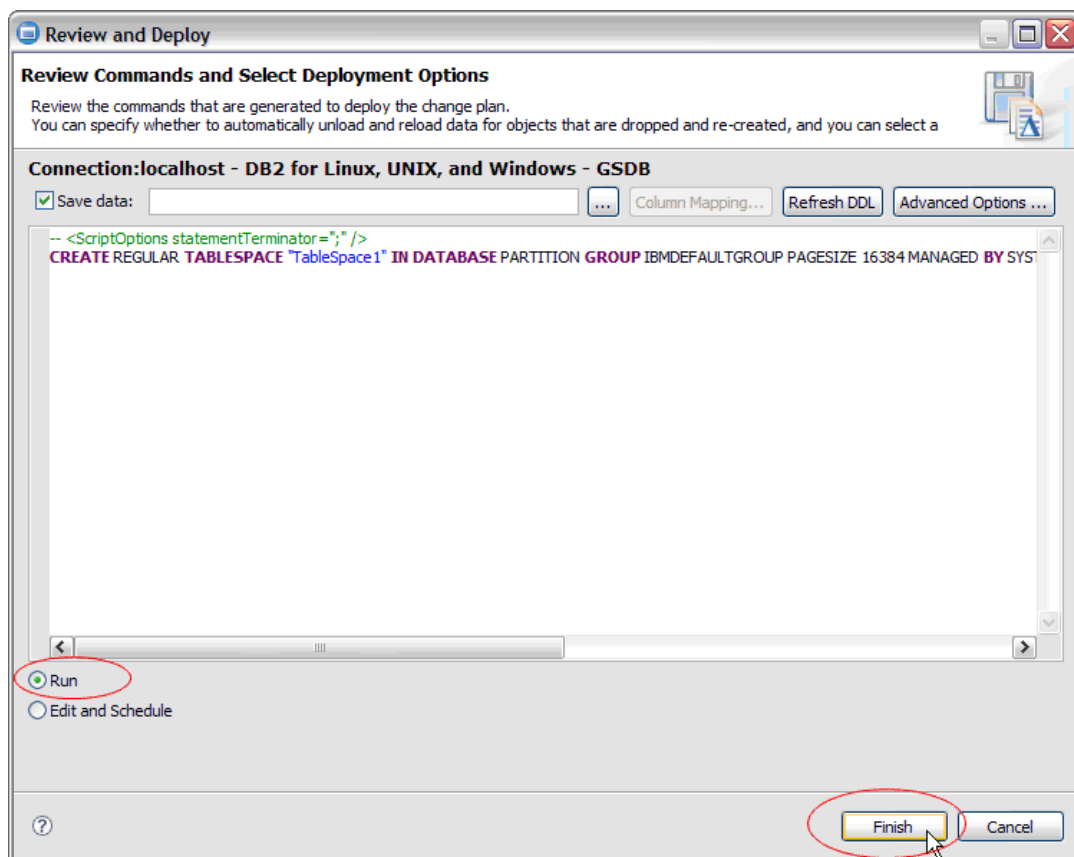 Review and Deploy
Review Commands and Select Deployment Options
Review the commands that are generated to deploy the change plan.
You can specify whether to automatically unload and reload data for objects that are dropped and re-created, and you can select a
Connection:localhost - DB2 for Linux, UNIX, and Windows - GSDB
Save data: ... Column Mapping... Refresh DDL Advanced Options ...
-- <ScriptOptions statementTerminator=";" />
CREATE REGULAR TABLESPACE "TableSpace1" IN DATABASE PARTITION GROUP IBMDEFAULTGROUP PAGESIZE 16384 MANAGED BY SYST
Run
Edit and Schedule
? Finish Cancel